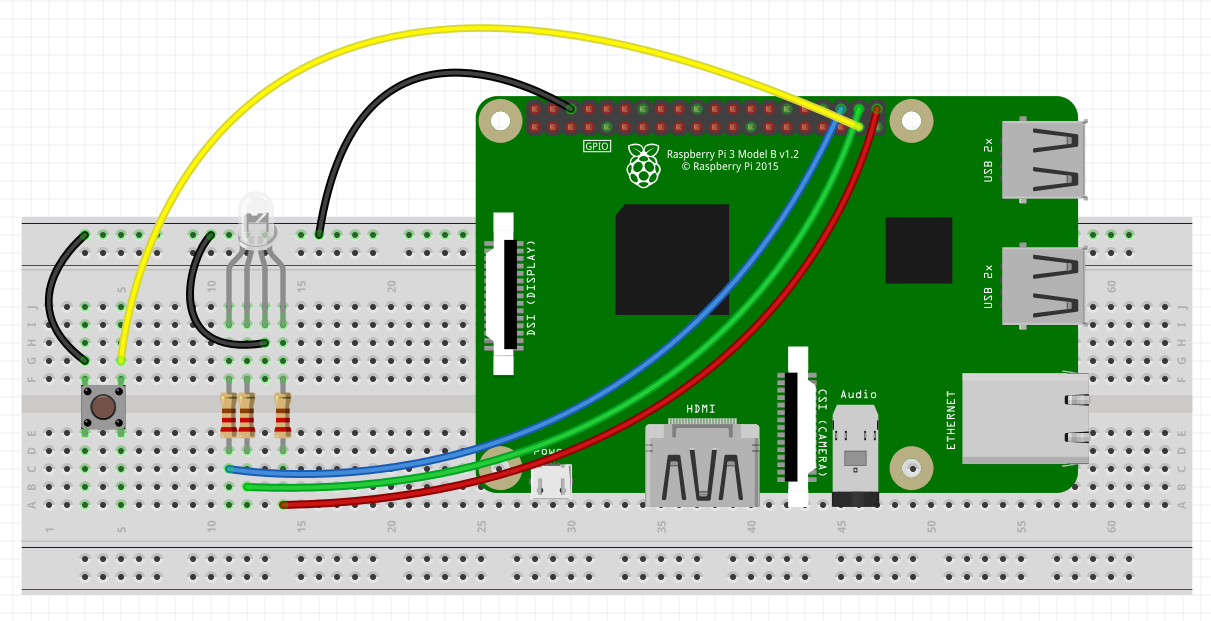 GPIO
Raspberry Pi 3 Model B v1.2
© Raspberry Pi 2015
USB 2x
USB 2x
DSI (DISPLAY)
HDMI
CSI (CAMERA)
Audio
ETHERNET
5 10 15 20 60
J J
I I
H H
G G
F F
E E
D D
C C
B B
A A
1 5 10 15 20 25 30 35 40 45 50 55 60